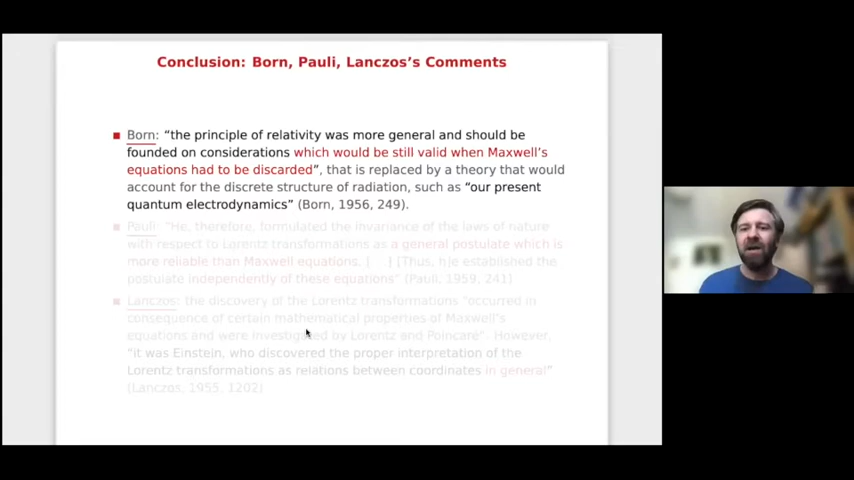 Conclusion: Born, Pauli, Lanczos's Comments
Born: “the principle of relativity was more general and should be
founded on considerations which would be still valid when Maxwell's
equations had to be discarded”, that is replaced by a theory that would
account for the discrete structure of radiation, such as “our present
quantum electrodynamics” (Born, 1956, 249).
Pauli: “He, therefore, formulated the invariance of the laws of nature
with respect to Lorentz transformations as a general postulate which is
more reliable than Maxwell equations. [ ] [Thus, h]e established the
postulate independently of these equations” (Pauli, 1959, 241)
Lanczos: the discovery of the Lorentz transformations “occurred in
consequence of certain mathematical properties of Maxwell's
equations and were investigated by Lorentz and Poincare”. However,
“it was Einstein, who discovered the proper interpretation of the
Lorentz transformations as relations between coordinates in general”
(Lanczos, 1955, 1202)